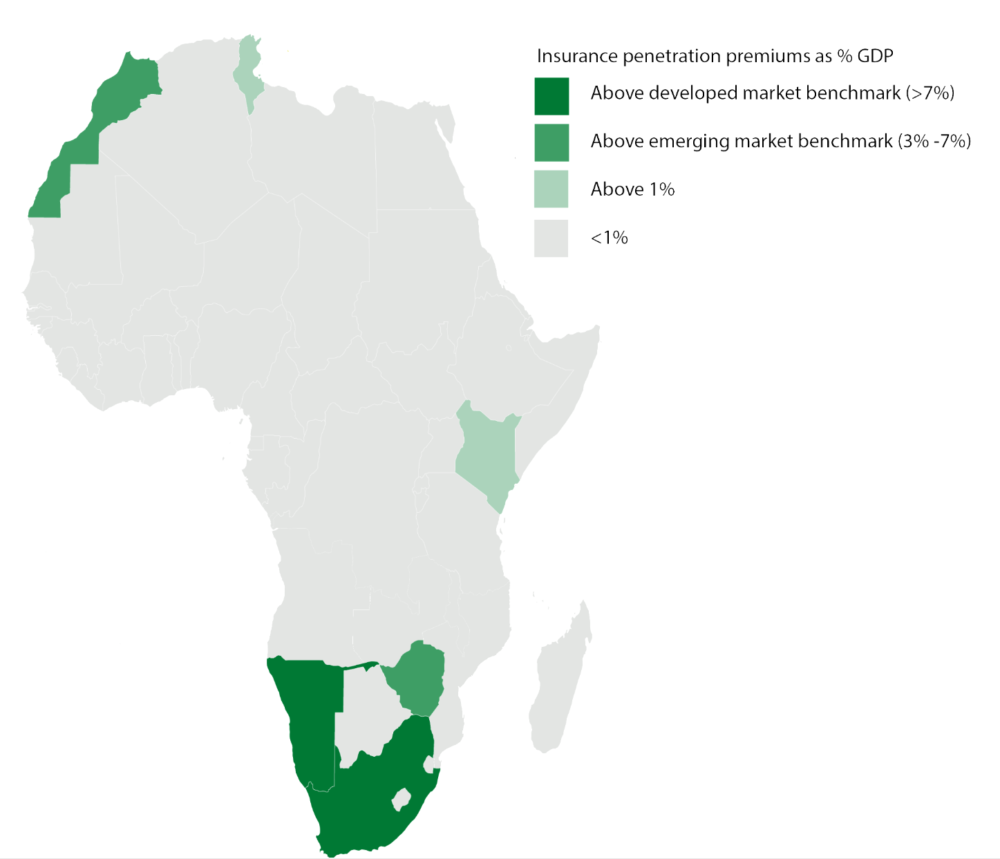 Insurance penetration premiums as % GDP
Above developed market benchmark (>7%)
Above emerging market benchmark (3% -7%)
Above 1%
<1%